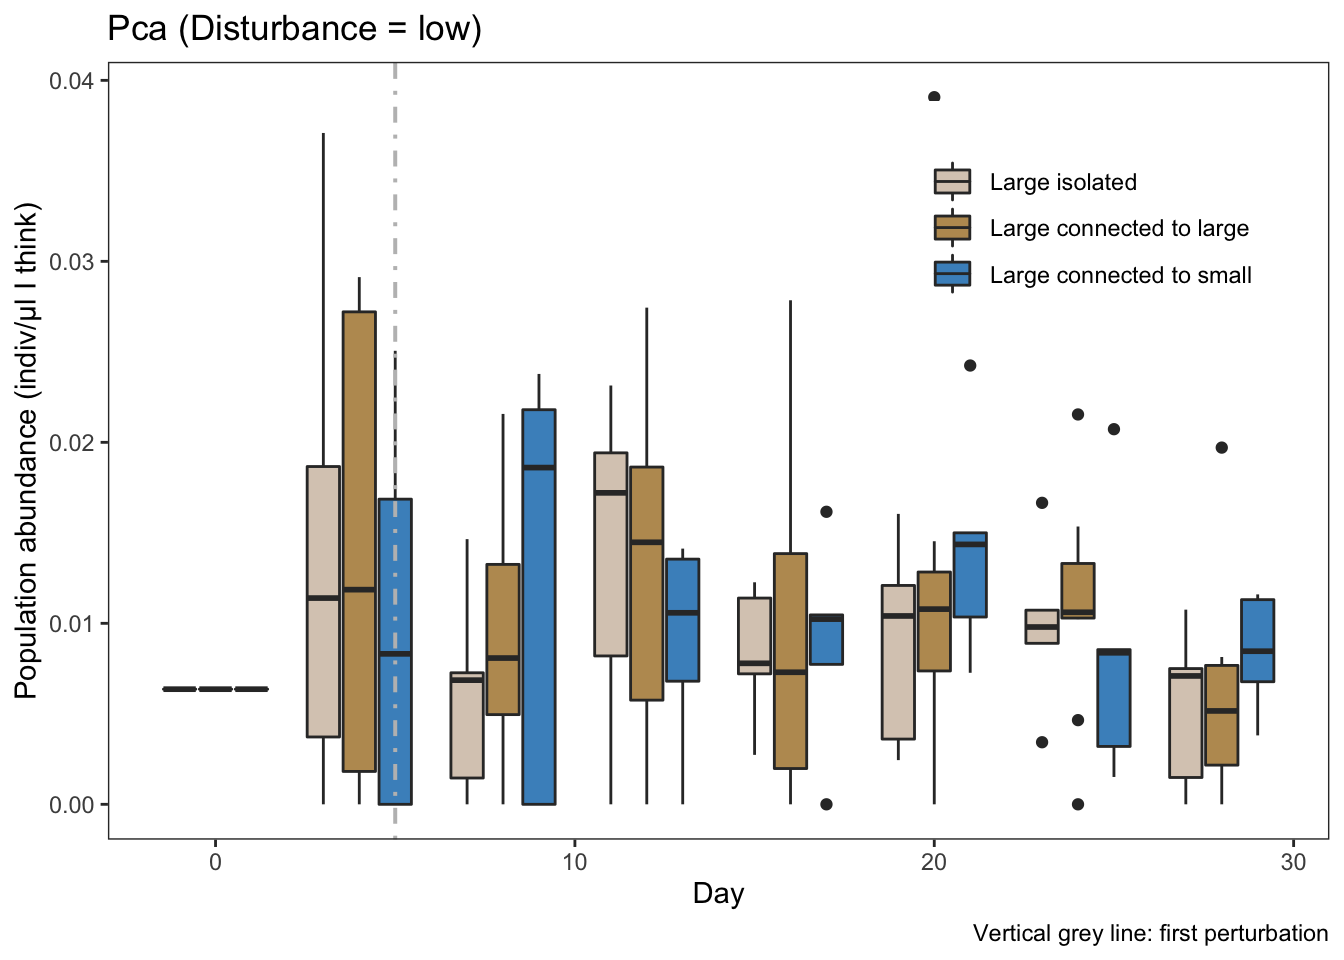 Pca (Disturbance = low)
Population abundance (indiv/µl I think)
0.04
0.03
0.02
0.01
0.00
Large isolated
Large connected to large
Large connected to small
0
10
20
30
Day
Vertical grey line: first perturbation